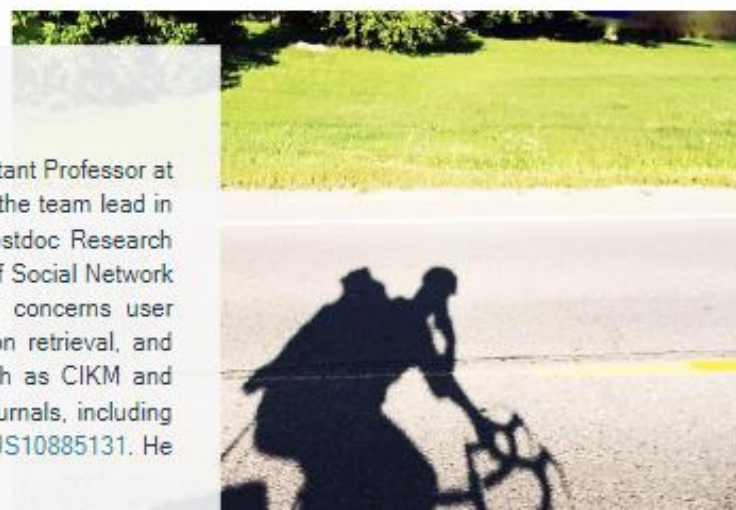 tant Professor at
the team lead in
stdoc Research
f Social Network
concerns user
on retrieval, and
h as CIKM and
urnals, including
US10885131. He